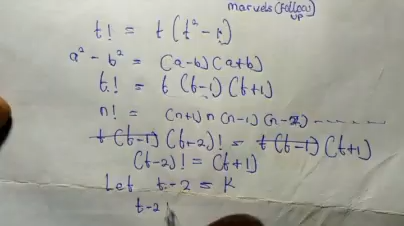 marvels (follow)
UP
t! = t (t² - 1)
a² - b² = (a-b)(a+b)
t! = t (t-1)(t+1)
n! = (n+1) n (n-1)(n-2) ------
t(t-1)(t-2)! = t(t-1)(t+1)
(t-2)! = (t+1)
Let t-2 = K
t-2